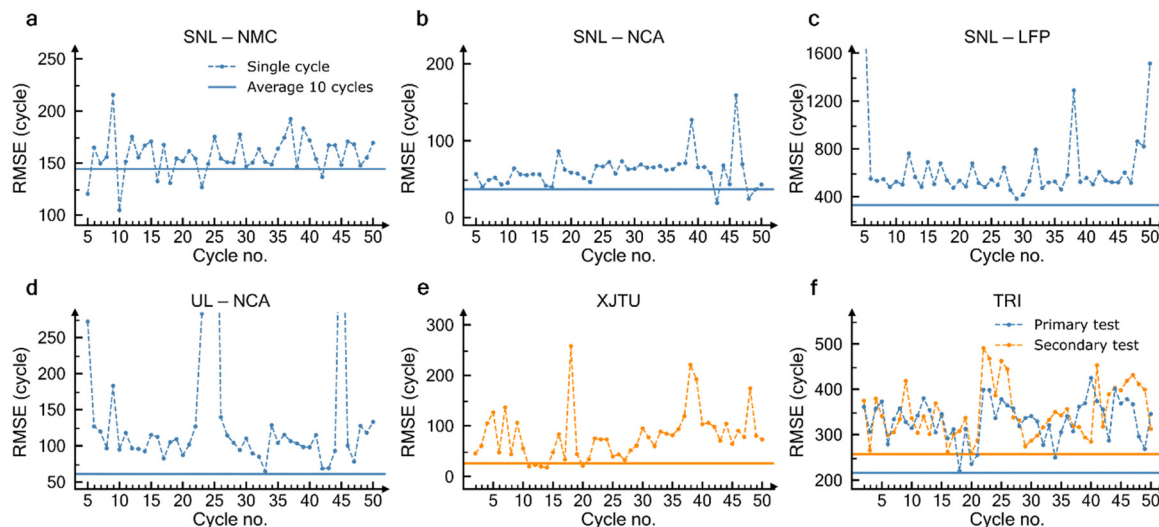 a
SNL – NMC
250
200
150
100
RMSE (cycle)
Single cycle
Average 10 cycles
5 10 15 20 25 30 35 40 45 50
Cycle no.
b
SNL – NCA
200
100
0
RMSE (cycle)
5 10 15 20 25 30 35 40 45 50
Cycle no.
c
SNL – LFP
1600
1200
800
400
RMSE (cycle)
5 10 15 20 25 30 35 40 45 50
Cycle no.
d
UL – NCA
250
200
150
100
50
RMSE (cycle)
5 10 15 20 23 33 35 40 45 50
Cycle no.
e
XJTU
300
200
100
0
RMSE (cycle)
5 10 15 20 25 30 35 40 45 50
Cycle no.
f
TRI
500
400
300
200
RMSE (cycle)
Primary test
Secondary test
5 10 15 20 25 30 35 40 45 50
Cycle no.